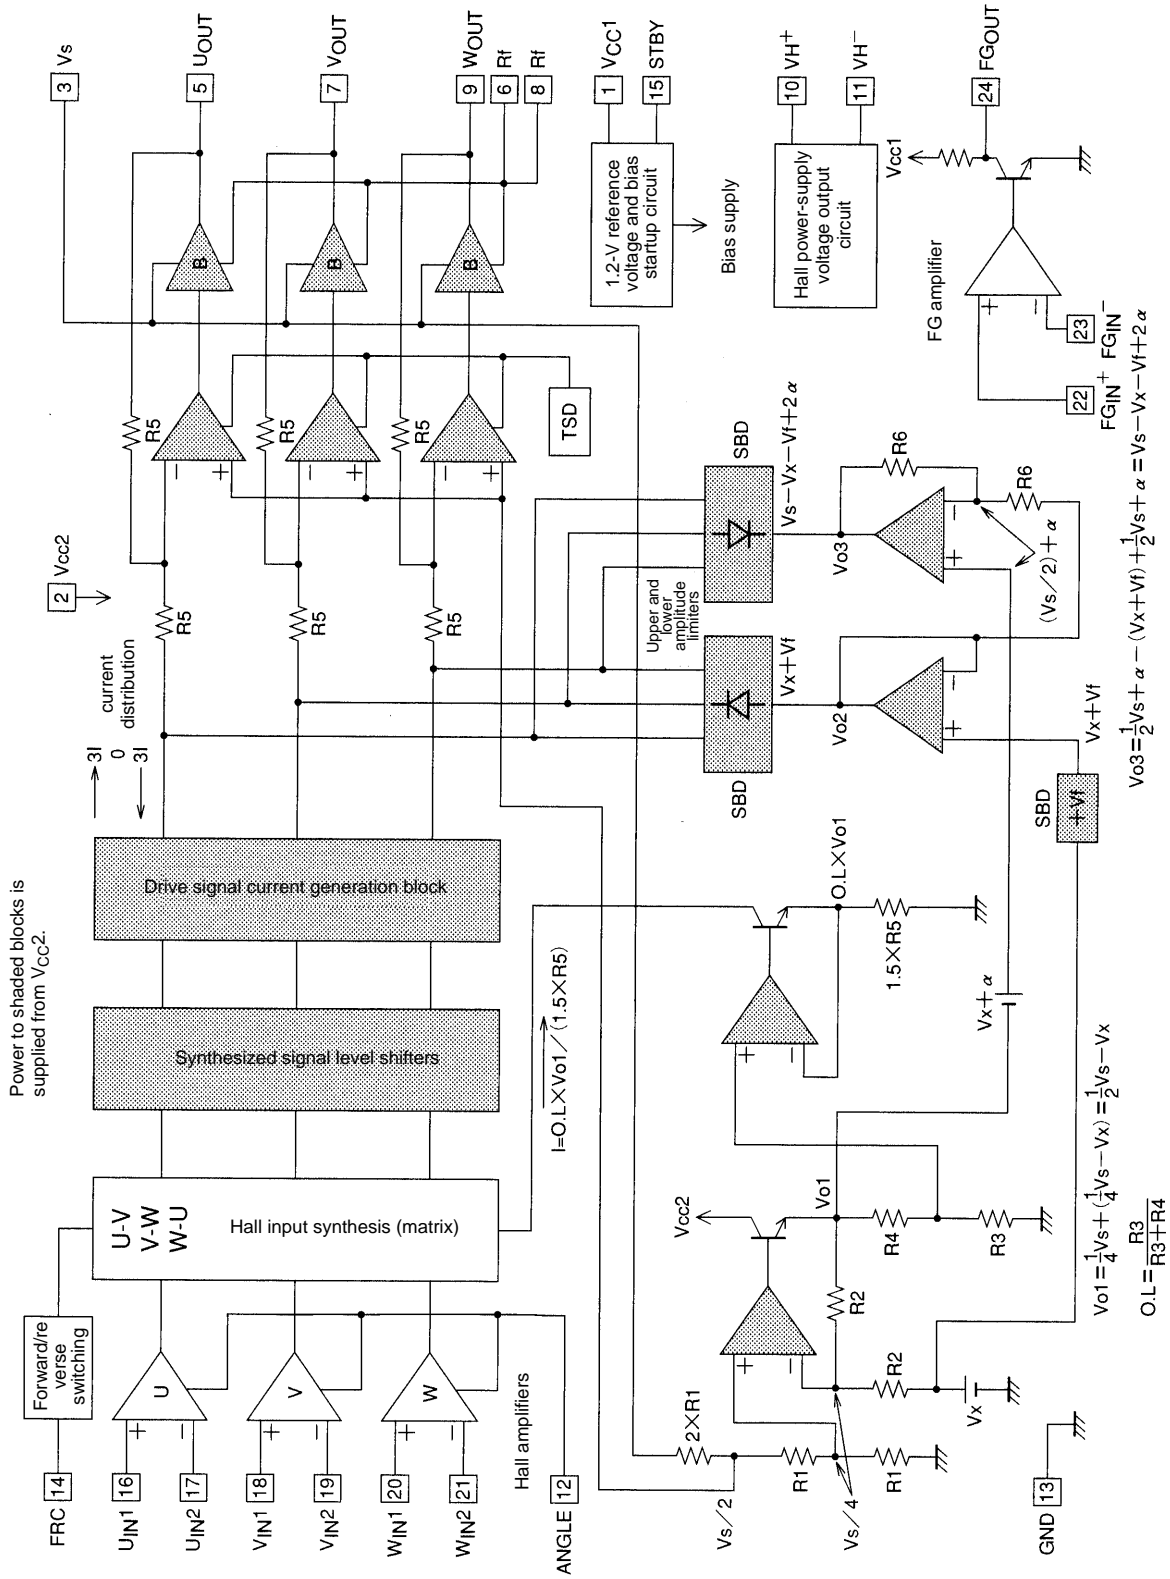 Power to shaded blocks is
supplied from VCC2.
FRC
14
Forward/re
verse
switching
UIN1
16
UIN2
17
VIN1
18
VIN2
19
WIN1
20
WIN2
21
ANGLE
12
Hall amplifiers
+
−
U
+
−
V
+
−
W
U-V
V-W
W-U
Hall input synthesis (matrix)
Synthesized signal level shifters
Drive signal current generation block
I=O.L×Vo1/(1.5×R5)
3I
0
3I
current
distribution
2
Vcc2
R5
R5
R5
R5
R5
R5
−
+
−
+
−
+
TSD
B
B
B
3
Vs
5
UOUT
7
VOUT
9
WOUT
6
Rf
8
Rf
1
VCC1
15
STBY
1.2-V reference
voltage and bias
startup circuit
Bias supply
10
VH+
11
VH−
Hall power-supply
voltage output
circuit
24
FGOUT
Vcc1
FG amplifier
+
−
22
FGIN+
23
FGIN−
Upper and
lower
amplitude
limiters
SBD
SBD
Vx+Vf
Vs−Vx−Vf+2α
Vo2
Vo3
−
+
−
+
R6
R6
(Vs/2)+α
SBD
+Vf
Vx+Vf
Vo3=1/2Vs+α−(Vx+Vf)+1/2Vs+α=Vs−Vx−Vf+2α
O.L×Vo1
1.5×R5
+
−
Vx+α
Vcc2
Vo1
R4
R3
R2
R2
+
−
Vx
2×R1
R1
R1
Vs/2
Vs/4
GND
13
Vo1=1/4Vs+(1/4Vs−Vx)=1/2Vs−Vx
O.L=R3/R3+R4